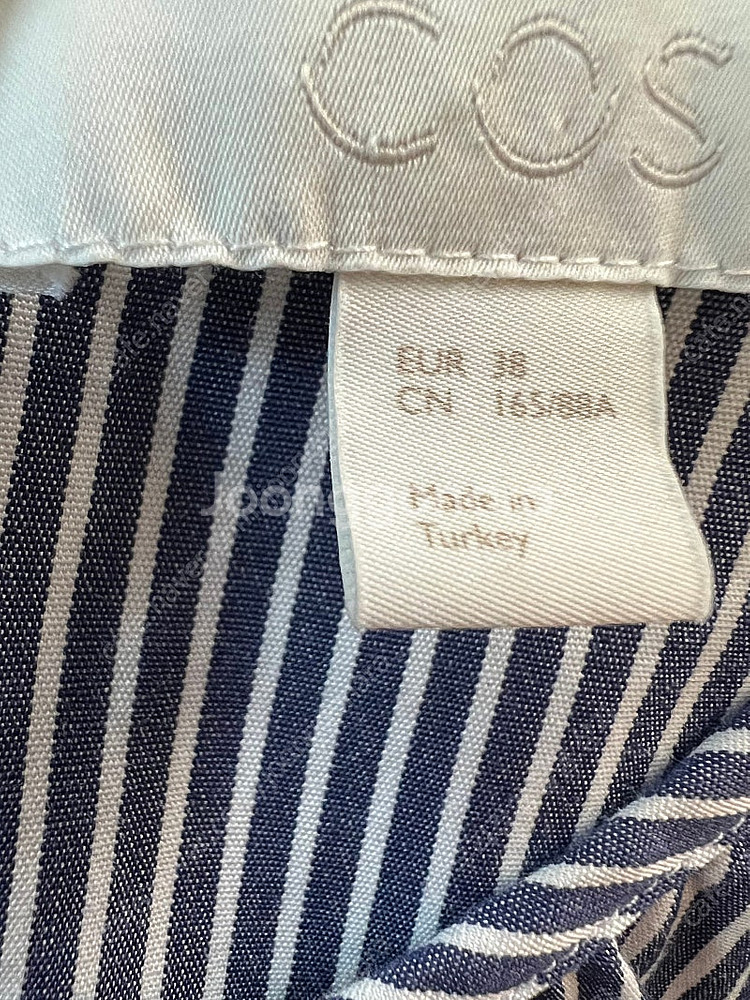 COS
EUR 38
CN 165/88A
Made in
Turkey